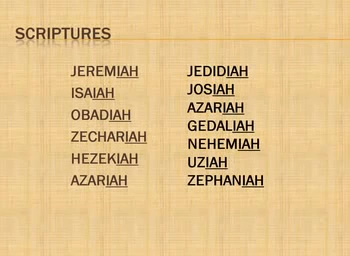 SCRIPTURES
JEREMIAH
ISAIAH
OBADIAH
ZECHARIAH
HEZEKIAH
AZARIAH
JEDIDIAH
JOSIAH
AZARIAH
GEDALIAH
NEHEMIAH
UZIAH
ZEPHANIAH